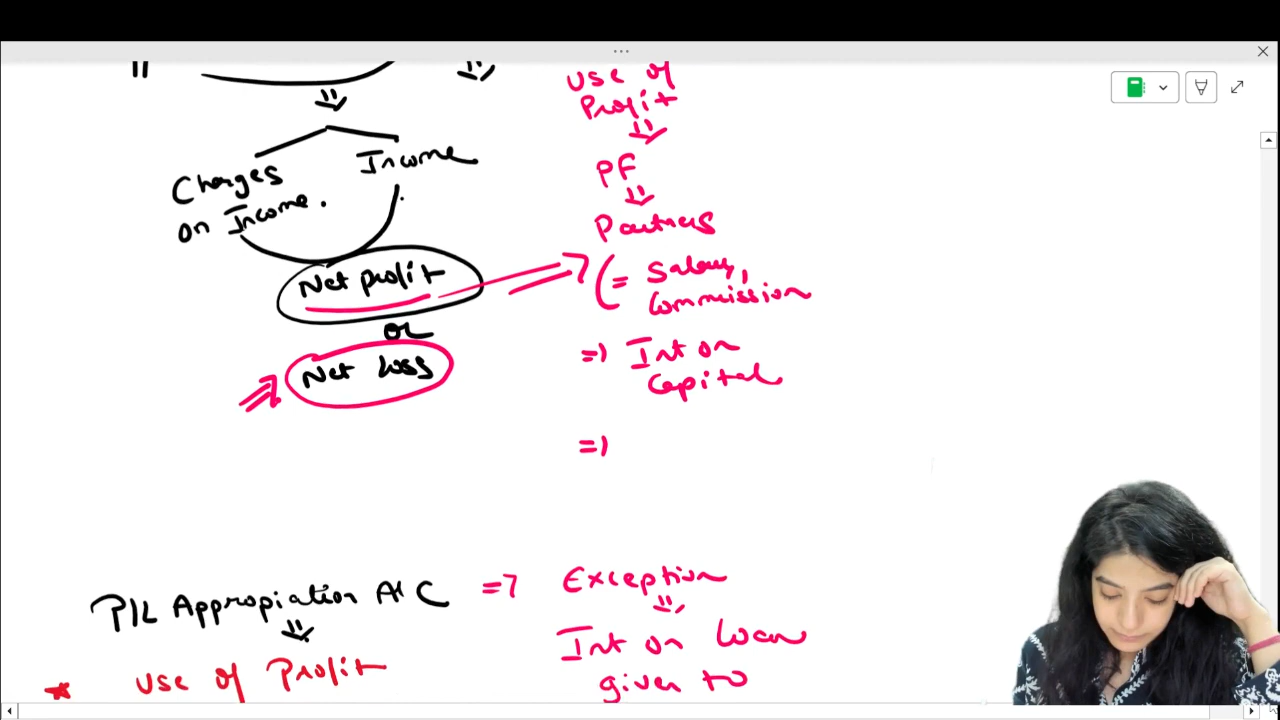 Charges
on Income.
Income
Net profit
or
Net loss
use of
Profit
PF
Partners
(= Salary,
Commission
=) Int on
Capital
=)
P/L Appropiation A/C
use of Profit
=) Exception
Int on loan
given to